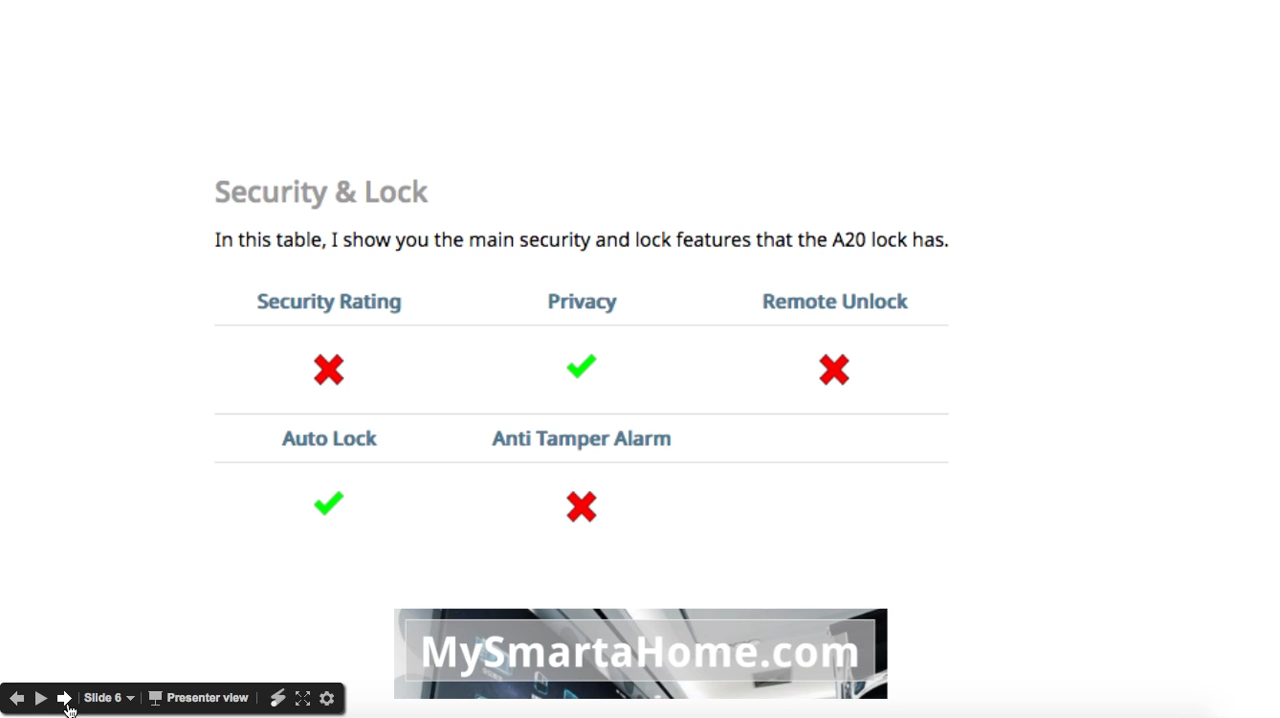 Security & Lock
In this table, I show you the main security and lock features that the A20 lock has.
Security Rating Privacy Remote Unlock
Auto Lock Anti Tamper Alarm
MySmartaHome.com
Slide 6 Presenter view